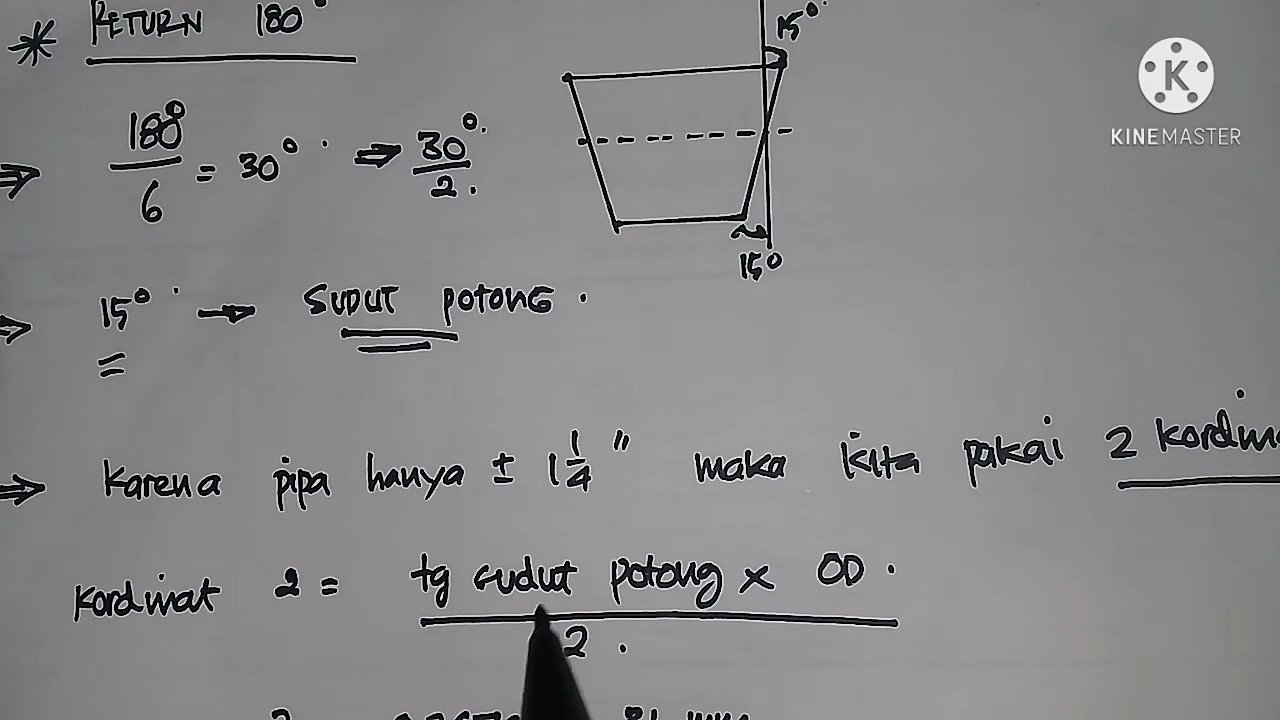 * RETURN 180°
⇒ 180°/6 = 30° ⇒ 30°/2.
15°
15°
⇒ 15° → SUDUT POTONG.
⇒ Karena pipa hanya ± 1 1/4" maka kita pakai 2
Kordinat 2 = tg sudut potong x OD.
2.
KINEMASTER